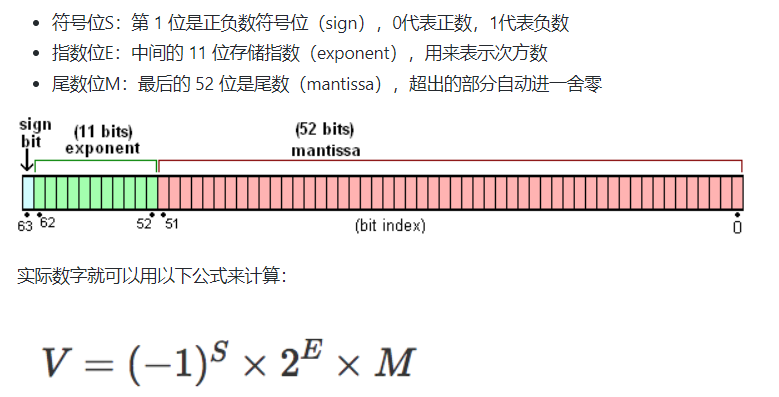 符号位S：第 1 位是正负数符号位（sign），0代表正数，1代表负数
指数位E：中间的 11 位存储指数（exponent），用来表示次方数
尾数位M：最后的 52 位是尾数（mantissa），超出的部分自动进一舍零
sign bit
(11 bits) exponent
(52 bits) mantissa
63 62 52 51 (bit index) 0
实际数字就可以用以下公式来计算：
V = (−1)^S × 2^E × M